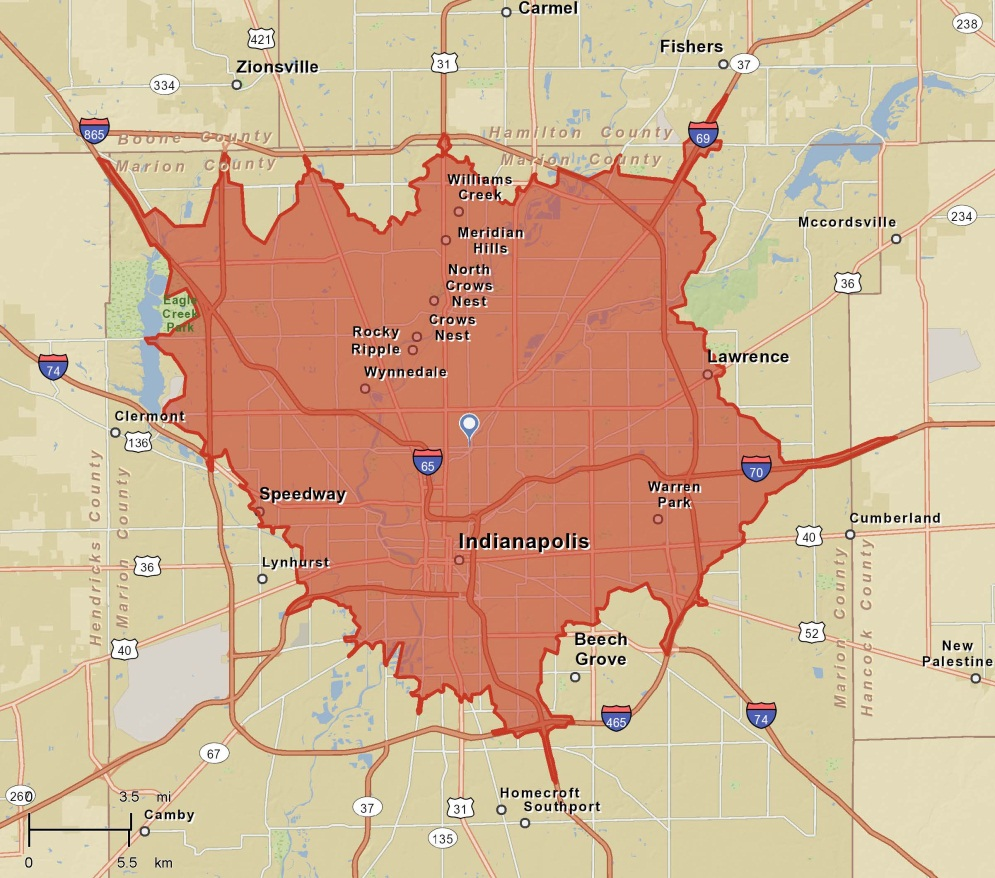 Carmel
238
421
31
Fishers
37
Zionsville
334
865
Boone County
Hamilton County
69
Marion County
Marion County
Williams
Creek
234
Mccordsville
Meridian
Hills
North
Crows
Nest
36
Eagle
Creek
Park
Crows
Nest
Rocky
Ripple
Lawrence
74
Wynnedale
Clermont
136
65
70
Speedway
Warren
Park
Cumberland
40
Indianapolis
Hendricks County
Marion County
36
Lynhurst
Marion County
Hancock County
52
40
Beech
Grove
New
Palestine
465
74
67
260
3.5 mi
37
31
Homecroft
Southport
Camby
135
0
5.5 km